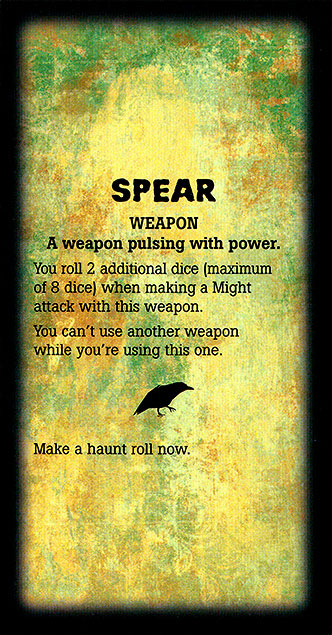 SPEAR
WEAPON
A weapon pulsing with power.
You roll 2 additional dice (maximum
of 8 dice) when making a Might
attack with this weapon.
You can't use another weapon
while you're using this one.
Make a haunt roll now.